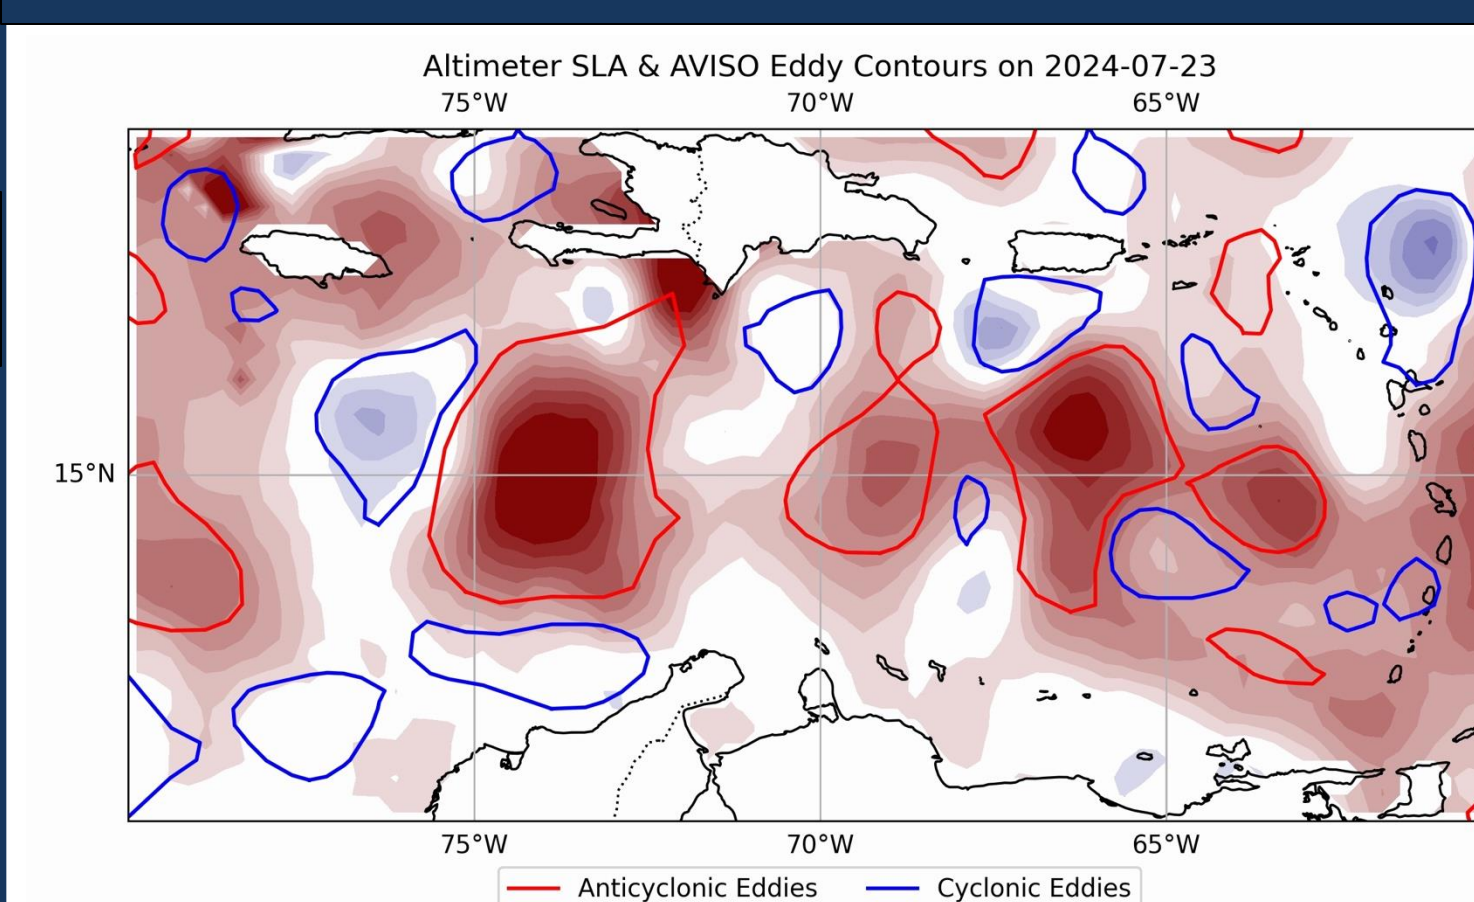 Altimeter SLA & AVISO Eddy Contours on 2024-07-23
75°W 70°W 65°W
15°N
75°W 70°W 65°W
Anticyclonic Eddies Cyclonic Eddies